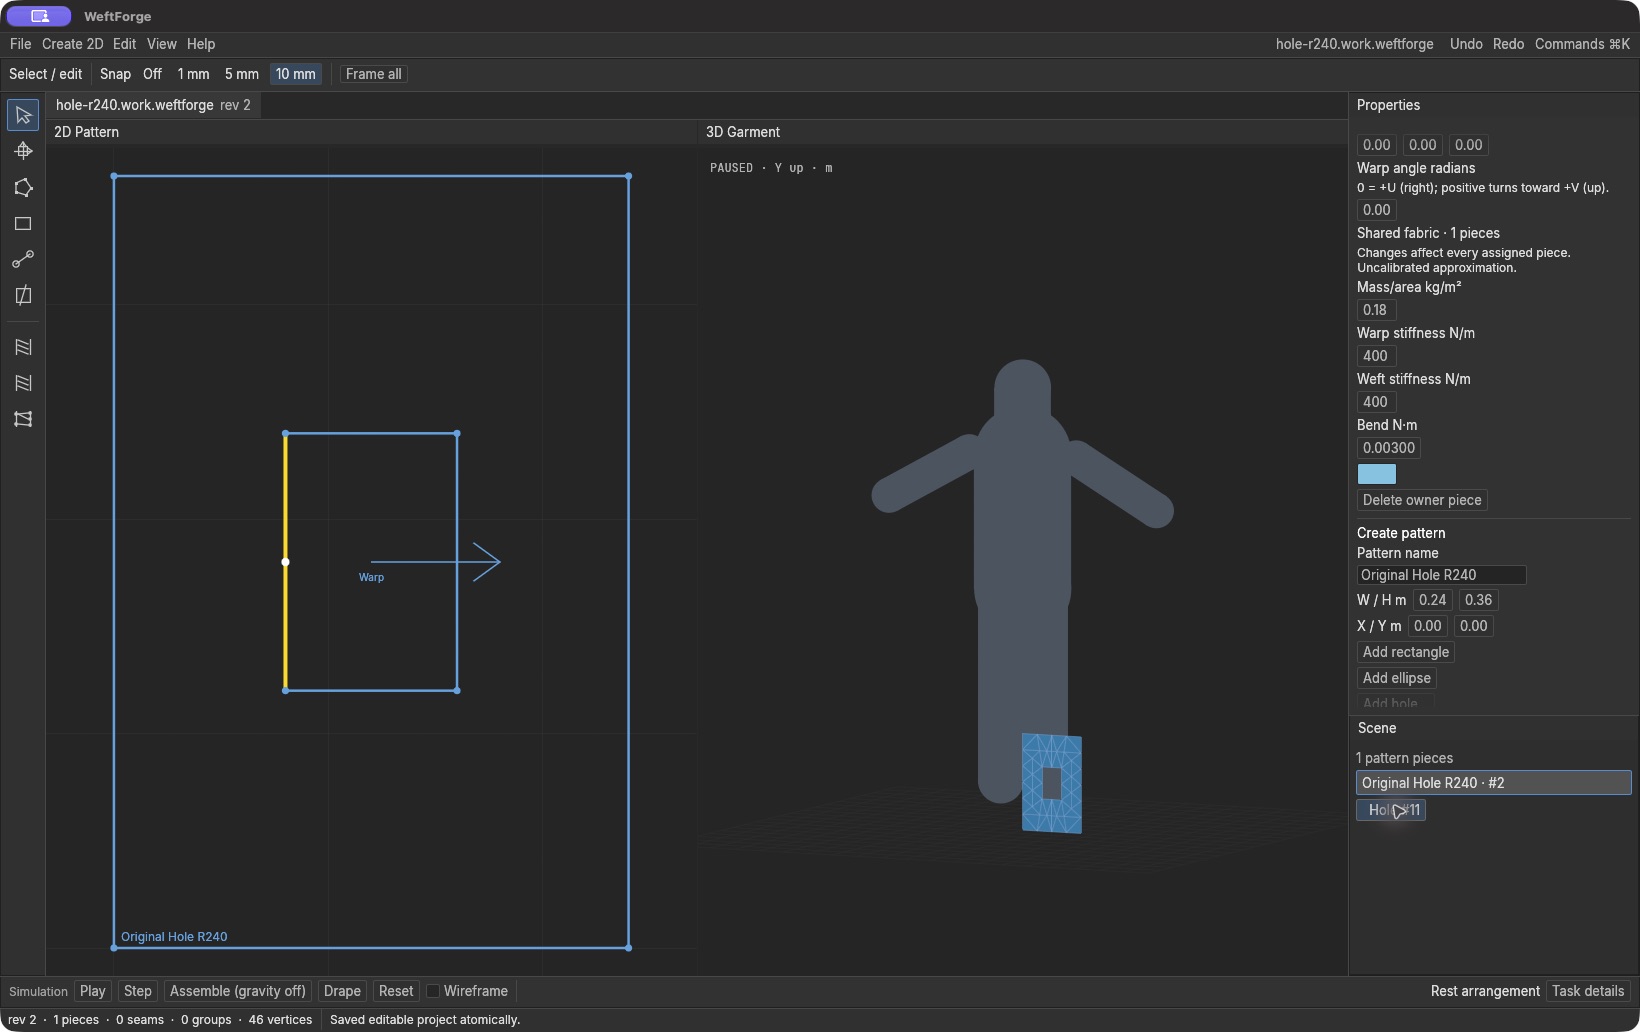 WeftForge
File Create 2D Edit View Help
hole-r240.work.weftforge Undo Redo Commands ⌘K
Select / edit Snap Off 1 mm 5 mm 10 mm Frame all
hole-r240.work.weftforge rev 2
2D Pattern
Warp
Original Hole R240
3D Garment
PAUSED · Y up · m
Properties
0.00 0.00 0.00
Warp angle radians
0 = +U (right); positive turns toward +V (up).
0.00
Shared fabric · 1 pieces
Changes affect every assigned piece.
Uncalibrated approximation.
Mass/area kg/m²
0.18
Warp stiffness N/m
400
Weft stiffness N/m
400
Bend N·m
0.00300
Delete owner piece
Create pattern
Pattern name
Original Hole R240
W / H m 0.24 0.36
X / Y m 0.00 0.00
Add rectangle
Add ellipse
Add hole
Scene
1 pattern pieces
Original Hole R240 · #2
Hole #11
Simulation Play Step Assemble (gravity off) Drape Reset Wireframe
Rest arrangement Task details
rev 2 · 1 pieces · 0 seams · 0 groups · 46 vertices Saved editable project atomically.